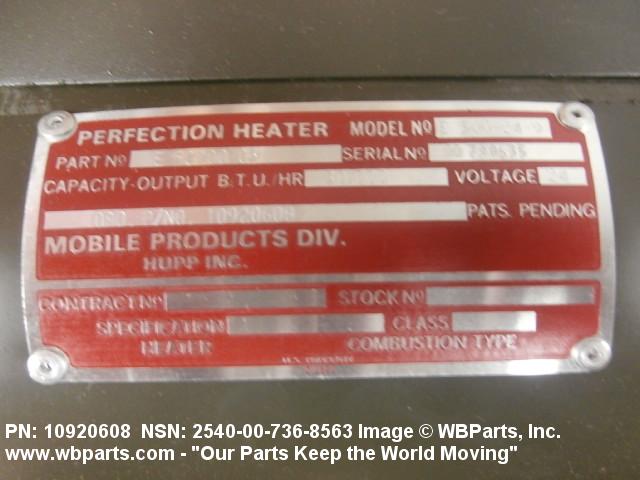 PERFECTION HEATER MODEL NO
PART NO SERIAL NO
CAPACITY-OUTPUT B.T.U./HR VOLTAGE 24
ORD. P/NO. 10920608 PATS. PENDING
MOBILE PRODUCTS DIV.
HUPP INC.
CONTRACT NO STOCK NO
SPECIFICATION CLASS
HEATER COMBUSTION TYPE
PN: 10920608 NSN: 2540-00-736-8563 Image © WBParts, Inc.
www.wbparts.com - "Our Parts Keep the World Moving"